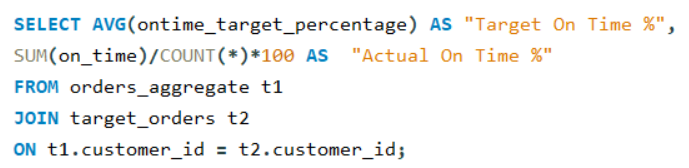 SELECT AVG(ontime_target_percentage) AS "Target On Time %",
SUM(on_time)/COUNT(*)*100 AS  "Actual On Time %"
FROM orders_aggregate t1
JOIN target_orders t2
ON t1.customer_id = t2.customer_id;